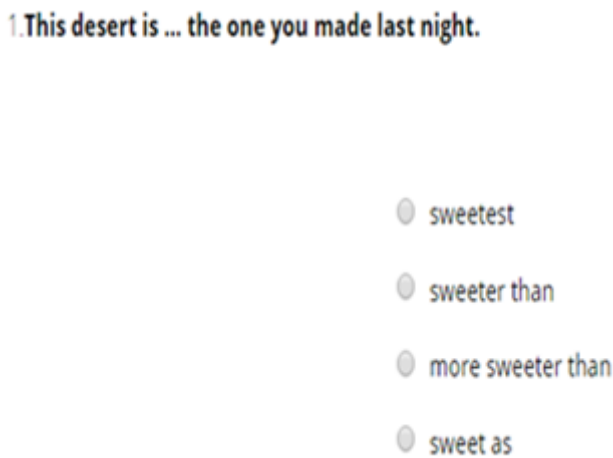 1.This desert is ... the one you made last night.
sweetest
sweeter than
more sweeter than
sweet as